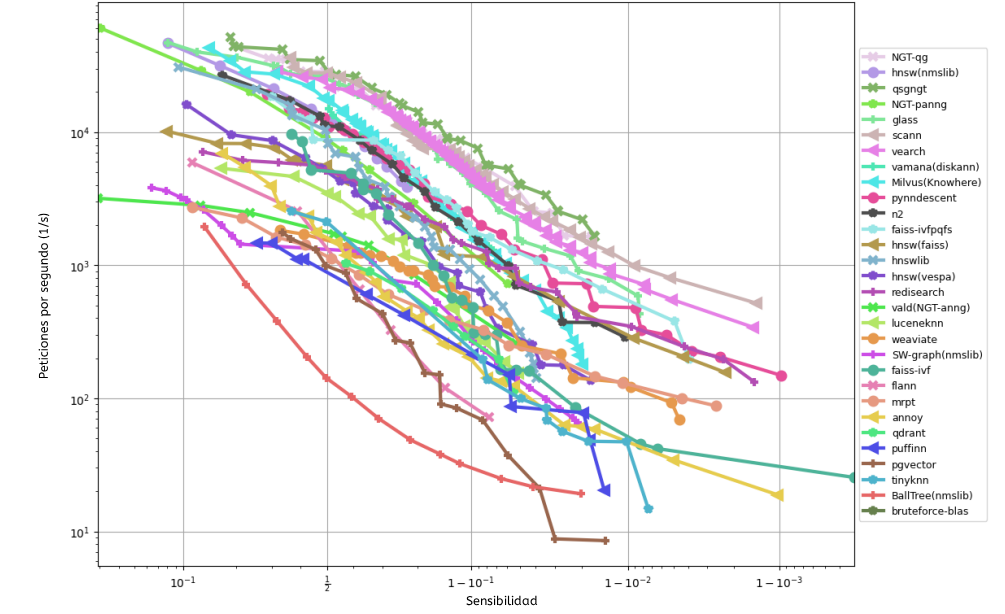 Peticiones por segundo (1/s)
10⁴
10³
10²
10¹
10⁻¹
1/2
1 − 10⁻¹
1 − 10⁻²
1 − 10⁻³
Sensibilidad
NGT-qg
hnsw(nmslib)
qsgngt
NGT-panng
glass
scann
vearch
vamana(diskann)
Milvus(Knowhere)
pynndescent
n2
faiss-ivfpqfs
hnsw(faiss)
hnswlib
hnsw(vespa)
redisearch
vald(NGT-anng)
luceneknn
weaviate
SW-graph(nmslib)
faiss-ivf
flann
mrpt
annoy
qdrant
puffinn
pgvector
tinyknn
BallTree(nmslib)
bruteforce-blas